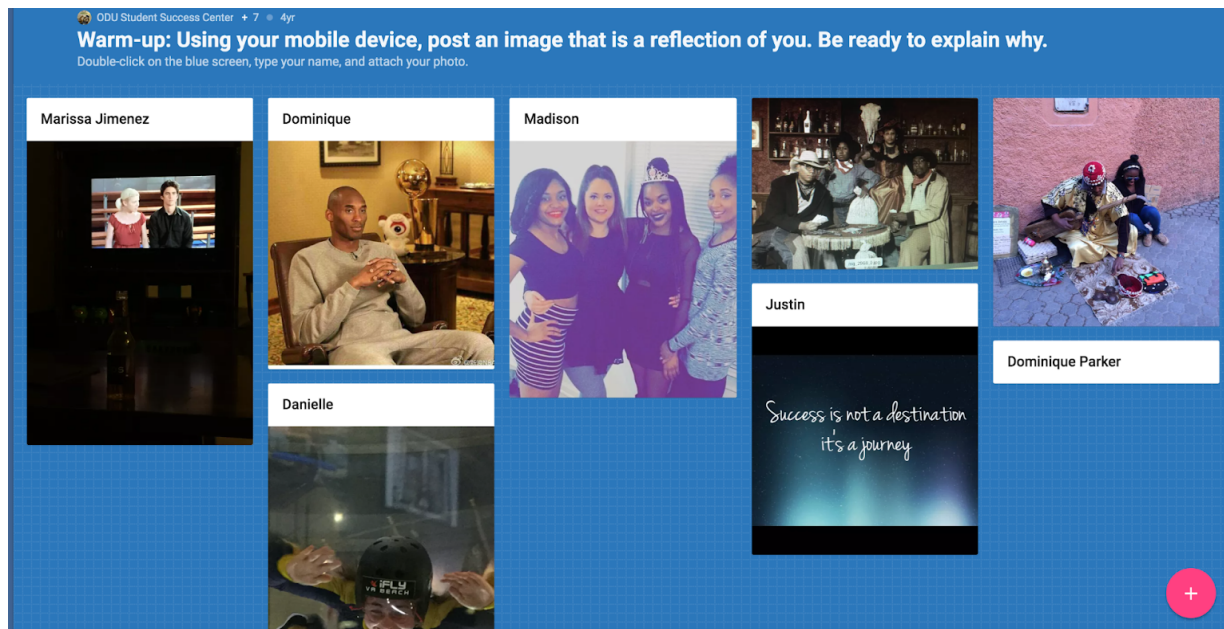 ODU Student Success Center + 7 4yr
Warm-up: Using your mobile device, post an image that is a reflection of you. Be ready to explain why.
Double-click on the blue screen, type your name, and attach your photo.
Marissa Jimenez
Dominique
Danielle
iFLY
VA BEACH
Madison
Justin
Success is not a destination
it's a journey
Dominique Parker
+